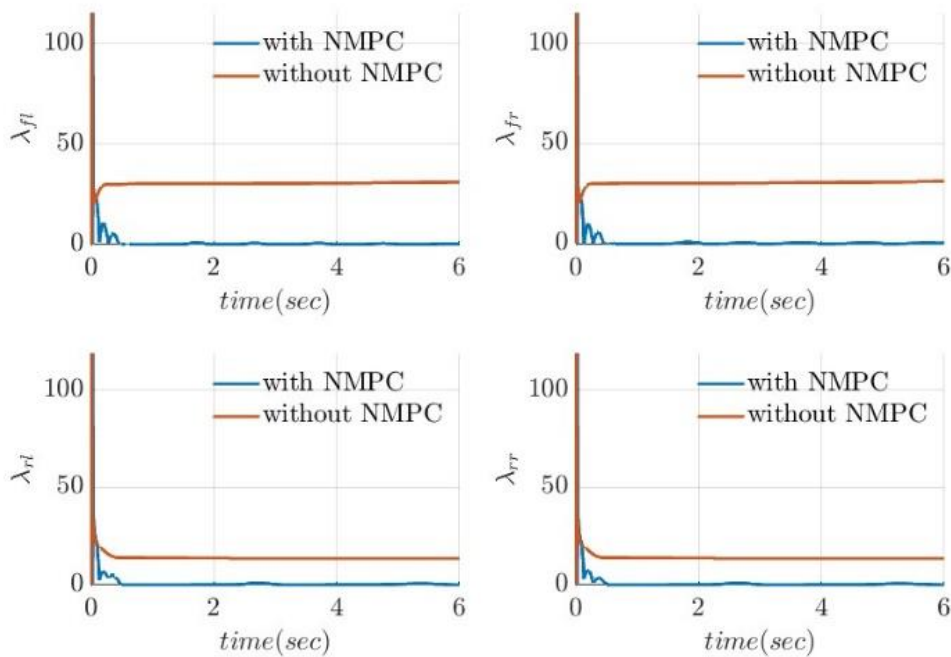 100
with NMPC
without NMPC
λfl
50
0
0 2 4 6
time(sec)
100
with NMPC
without NMPC
λfr
50
0
0 2 4 6
time(sec)
100
with NMPC
without NMPC
λrl
50
0
0 2 4 6
time(sec)
100
with NMPC
without NMPC
λrr
50
0
0 2 4 6
time(sec)